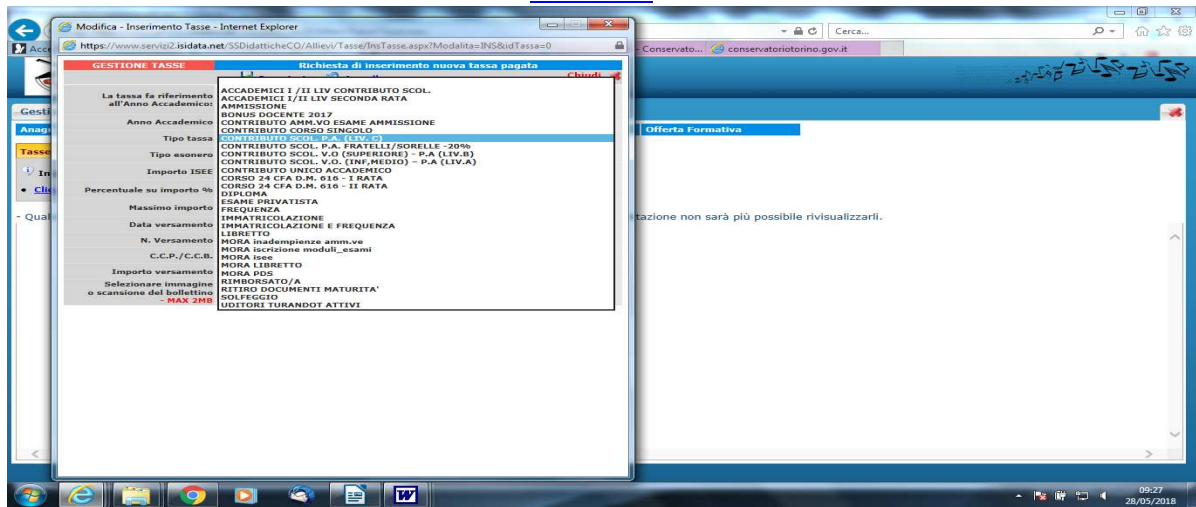 Modifica - Inserimento Tasse - Internet Explorer
https://www.servizi2.isidata.net/SSDidatticheCO/Allievi/Tasse/InsTasse.aspx?Modalita=INS&idTassa=0
Cerca...
Acce
- Conservato...
conservatoriotorino.gov.it
GESTIONE TASSE
Richiesta di inserimento nuova tassa pagata
Chiudi
Gesti
Anag
Offerta Formativa
Tasse
In
Clic
- Qual
tazione non sarà più possibile rivisualizzarli.
La tassa fa riferimento
all'Anno Accademico:
Anno Accademico
Tipo tassa
Tipo esonero
Importo ISEE
Percentuale su importo %
Massimo importo
Data versamento
N. Versamento
C.C.P./C.C.B.
Importo versamento
Selezionare immagine
o scansione del bollettino
- MAX 2MB
ACCADEMICI I /II LIV CONTRIBUTO SCOL.
ACCADEMICI I/II LIV SECONDA RATA
AMMISSIONE
BONUS DOCENTE 2017
CONTRIBUTO AMM.VO ESAME AMMISSIONE
CONTRIBUTO CORSO SINGOLO
CONTRIBUTO SCOL. P.A. (LIV. C)
CONTRIBUTO SCOL. P.A. FRATELLI/SORELLE -20%
CONTRIBUTO SCOL. V.O (SUPERIORE) - P.A (LIV.B)
CONTRIBUTO SCOL. V.O. (INF,MEDIO) – P.A (LIV.A)
CONTRIBUTO UNICO ACCADEMICO
CORSO 24 CFA D.M. 616 - I RATA
CORSO 24 CFA D.M. 616 - II RATA
DIPLOMA
ESAME PRIVATISTA
FREQUENZA
IMMATRICOLAZIONE
IMMATRICOLAZIONE E FREQUENZA
LIBRETTO
MORA inadempienze amm.ve
MORA iscrizione moduli_esami
MORA isee
MORA LIBRETTO
MORA PDS
RIMBORSATO/A
RITIRO DOCUMENTI MATURITA'
SOLFEGGIO
UDITORI TURANDOT ATTIVI
09:27
28/05/2018